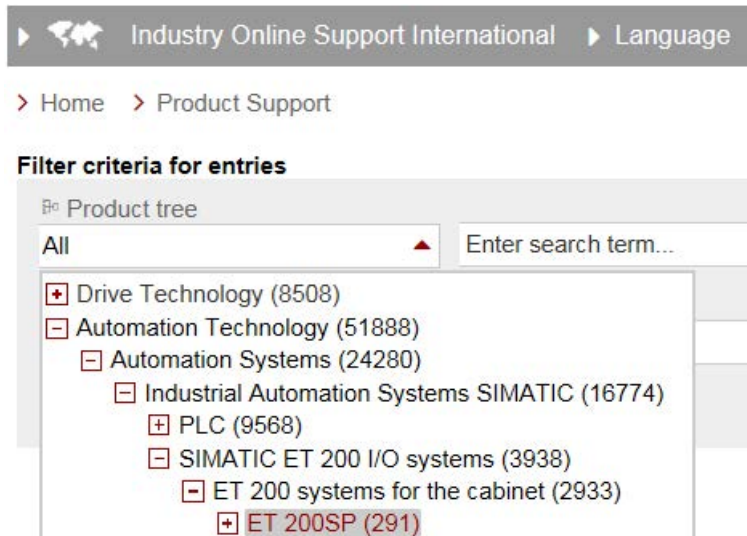 Industry Online Support International Language
Home Product Support
Filter criteria for entries
Product tree
All Enter search term...
Drive Technology (8508)
Automation Technology (51888)
Automation Systems (24280)
Industrial Automation Systems SIMATIC (16774)
PLC (9568)
SIMATIC ET 200 I/O systems (3938)
ET 200 systems for the cabinet (2933)
ET 200SP (291)